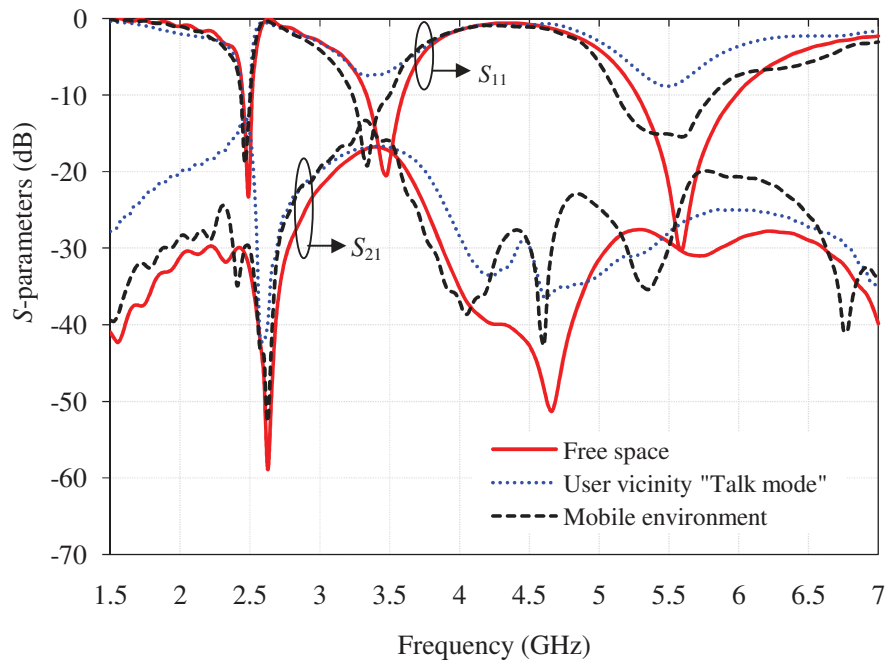 0
-10
-20
-30
-40
-50
-60
-70
S-parameters (dB)
S11
S21
Free space
User vicinity "Talk mode"
Mobile environment
1.5 2 2.5 3 3.5 4 4.5 5 5.5 6 6.5 7
Frequency (GHz)